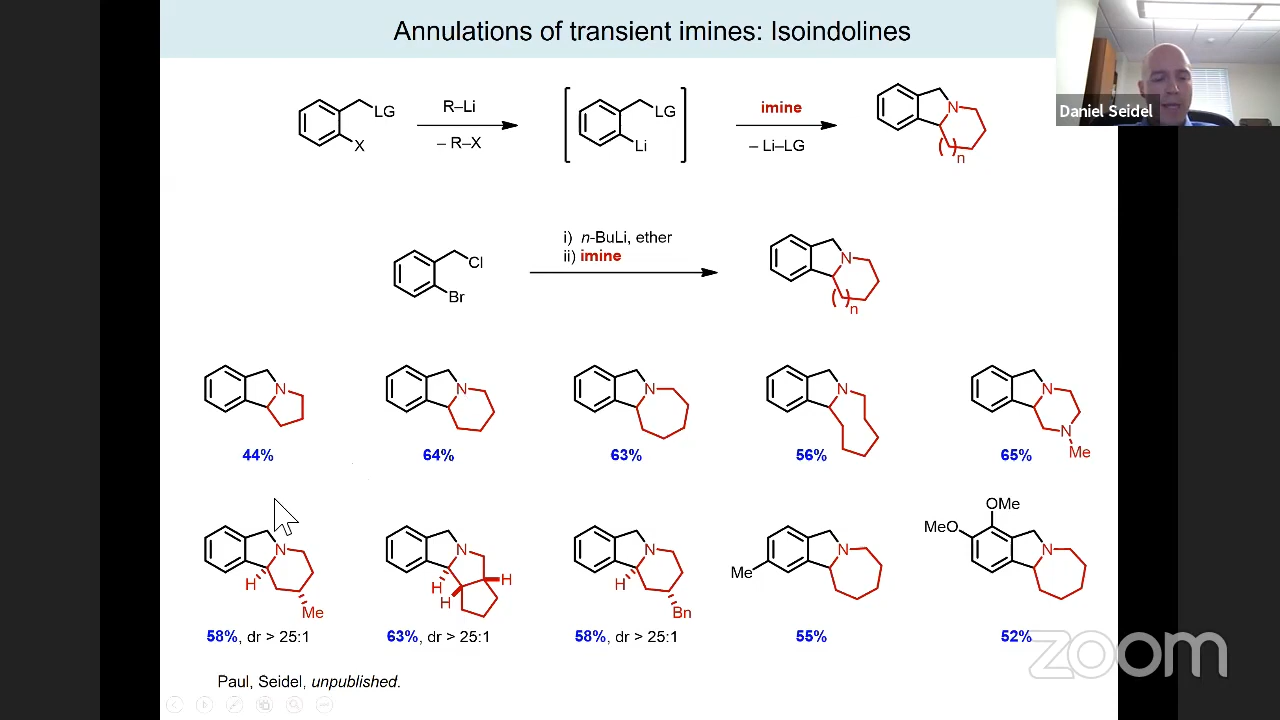 Annulations of transient imines: Isoindolines
Daniel Seidel
LG
X
R–Li
– R–X
LG
Li
imine
– Li–LG
N
( )n
Cl
Br
i) n-BuLi, ether
ii) imine
N
( )n
N
44%
N
64%
N
63%
N
56%
N
N
Me
65%
N
H
Me
58%, dr > 25:1
N
H
H
H
63%, dr > 25:1
N
H
Bn
58%, dr > 25:1
Me
N
55%
OMe
MeO
N
52%
zoom
Paul, Seidel, unpublished.